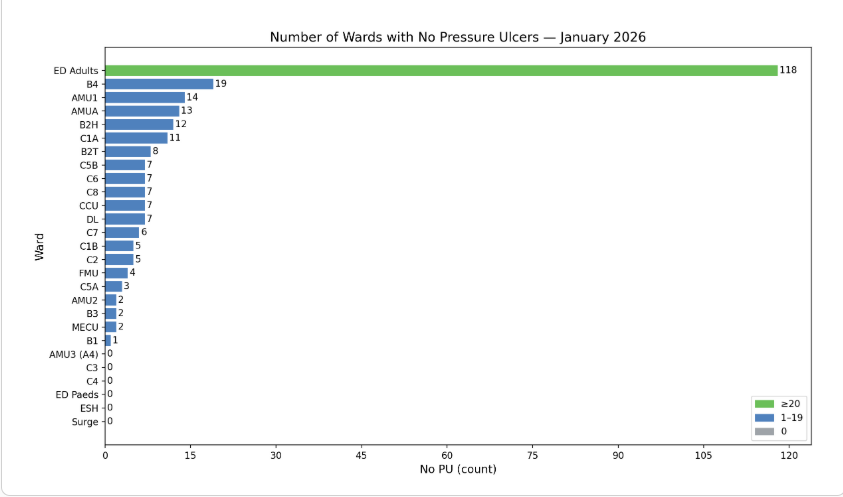 Number of Wards with No Pressure Ulcers — January 2026
Ward
ED Adults 118
B4 19
AMU1 14
AMUA 13
B2H 12
C1A 11
B2T 8
C5B 7
C6 7
C8 7
CCU 7
DL 7
C7 6
C1B 5
C2 5
FMU 4
C5A 3
AMU2 2
B3 2
MECU 2
B1 1
AMU3 (A4) 0
C3 0
C4 0
ED Paeds 0
ESH 0
Surge 0
≥20
1–19
0
0 15 30 45 60 75 90 105 120
No PU (count)